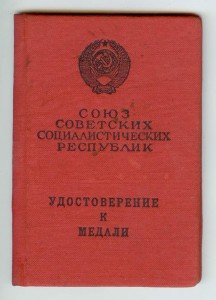 СОЮЗ
СОВЕТСКИХ
СОЦИАЛИСТИЧЕСКИХ
РЕСПУБЛИК
УДОСТОВЕРЕНИЕ
К
МЕДАЛИ